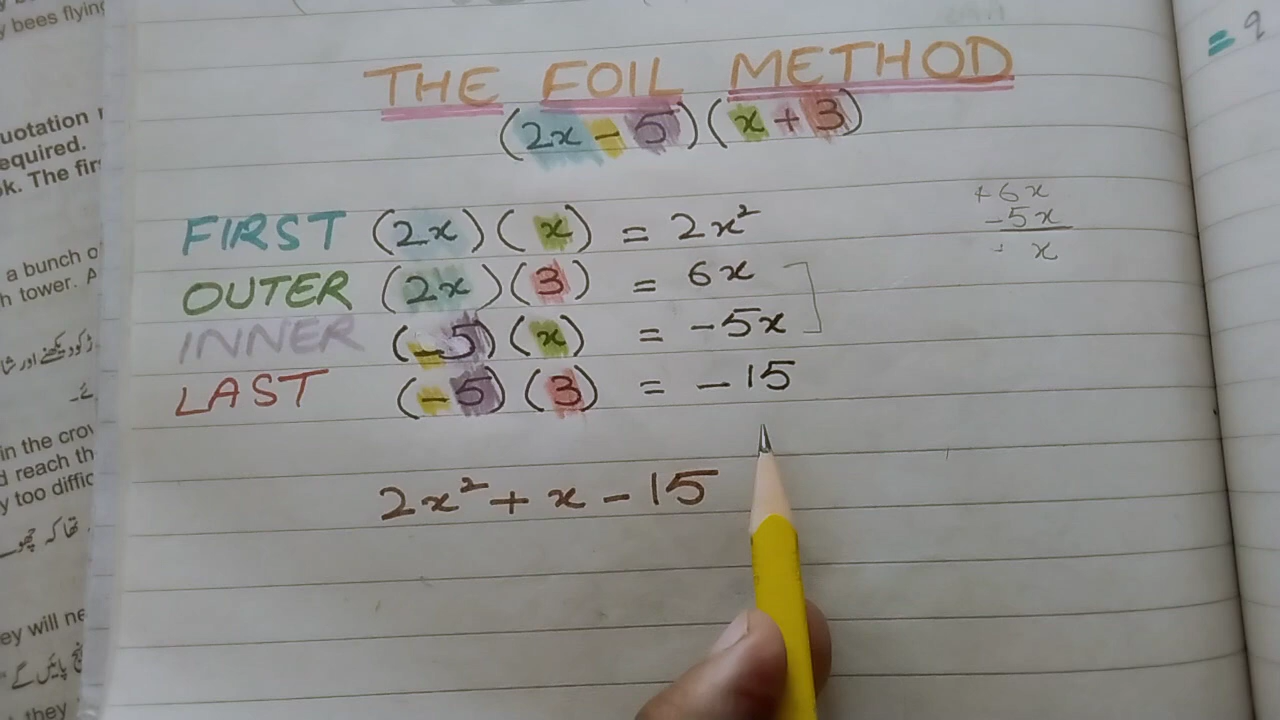 y bees flying
uotation
equired.
k. The fir
a bunch o
h tower. A
in the crow
d reach th
y too diffic
ey will ne
they
THE FOIL METHOD
(2x - 5)(x + 3)
FIRST (2x)(x) = 2x²
OUTER (2x)(3) = 6x
INNER (-5)(x) = -5x
LAST (-5)(3) = -15
2x² + x - 15
+6x
-5x
x
= 9